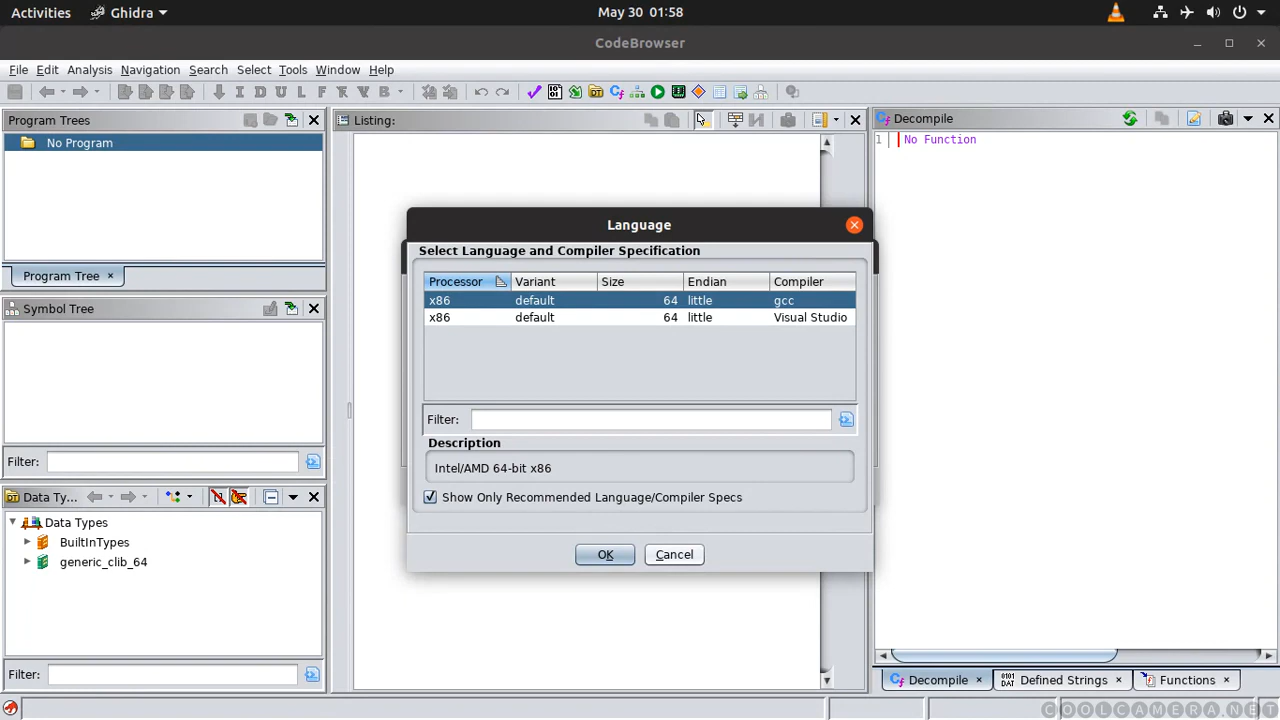 Activities Ghidra May 30 01:58
CodeBrowser
File Edit Analysis Navigation Search Select Tools Window Help
I D U L F B
Program Trees
No Program
Program Tree ×
Symbol Tree
Filter:
Data Ty...
Data Types
BuiltInTypes
generic_clib_64
Filter:
Listing:
Language
Select Language and Compiler Specification
Processor Variant Size Endian Compiler
x86 default 64 little gcc
x86 default 64 little Visual Studio
Filter:
Description
Intel/AMD 64-bit x86
Show Only Recommended Language/Compiler Specs
OK Cancel
Decompile
1 No Function
Decompile × Defined Strings × Functions ×
COOLCAMERA.NET